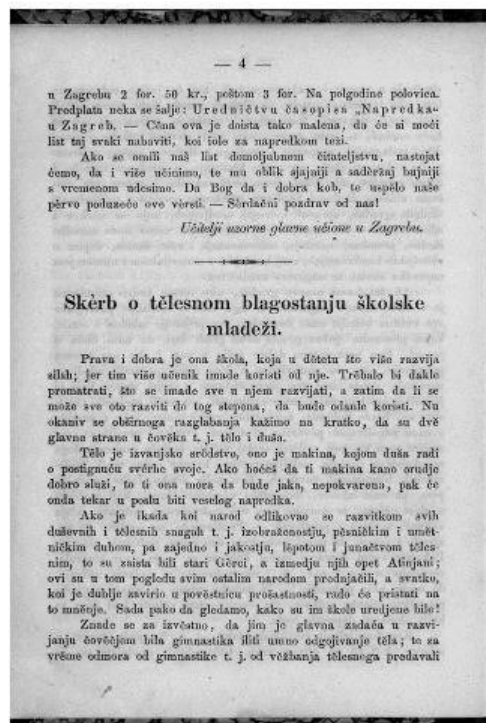 — 4 —
u Zagrebu 2 for. 50 kr., poštom 3 for. Na polgodine polovica.
Predplata neka se šalje: Uredničtvu časopisa „Napredka“
u Zagreb. — Cěna ova je doista tako malena, da će si moći
list taj svaki nabaviti, koi iole za napredkom teži.
Ako se omili naš list domoljubnom čitateljstvu, nastojat
ćemo, da i više učinimo, te mu oblik sjajniji a sadèržaj bujniji
s vremenom udesimo. Da Bog da i dobra kob, te uspělo naše
pèrvo poduzeće ove vèrsti. — Sèrdačni pozdrav od nas!
Učitelji uzorne glavne učione u Zagrebu.
Skèrb o tělesnom blagostanju školske
mladeži.
Prava i dobra je ona škola, koja u dětetu što više razvija
silah; jer tim više učenik imade koristi od nje. Trěbalo bi dakle
promatrati, što se imade sve u njem razvijati, a zatim da li se
može sve oto razviti do tog stepena, da bude odanle koristi. Nu
okaniv se obširnoga razglabanja kažimo na kratko, da su dvě
glavne strane u čověka t. j. tělo i duša.
Tělo je izvanjsko srědstvo, ono je makina, kojom duša radi
o postignuću svèrhe svoje. Ako hoćeš da ti makina kano orudje
dobro služi, to ti ona mora da bude jaka, nepokvarena, pak će
onda tekar u poslu biti veselog napredka.
Ako je ikada koi narod odlikovao se razvitkom svih
duševnih i tělesnih snagah t. j. izobraženostju, pěsničkim i umět-
ničkim duhom, pa zajedno i jakostju, lěpotom i junačtvom těles-
nim, to su zaista bili stari Gèrci, a izmedju njih opet Atinjani;
ovi su u tom pogledu svim ostalim narodom prednjačili, a svatko,
koi je dublje zavirio u pověstnicu prošastnosti, rado će pristati na
to mněnje. Sada pako da gledamo, kako su im škole uredjene bile!
Znade se za izvěstno, da jim je glavna zadaća u razvi-
janju čověčjem bila gimnastika iliti umno odgojivanje těla; to za
vrěme odmora od gimnastike t. j. od věžbanja tělesnoga predavali